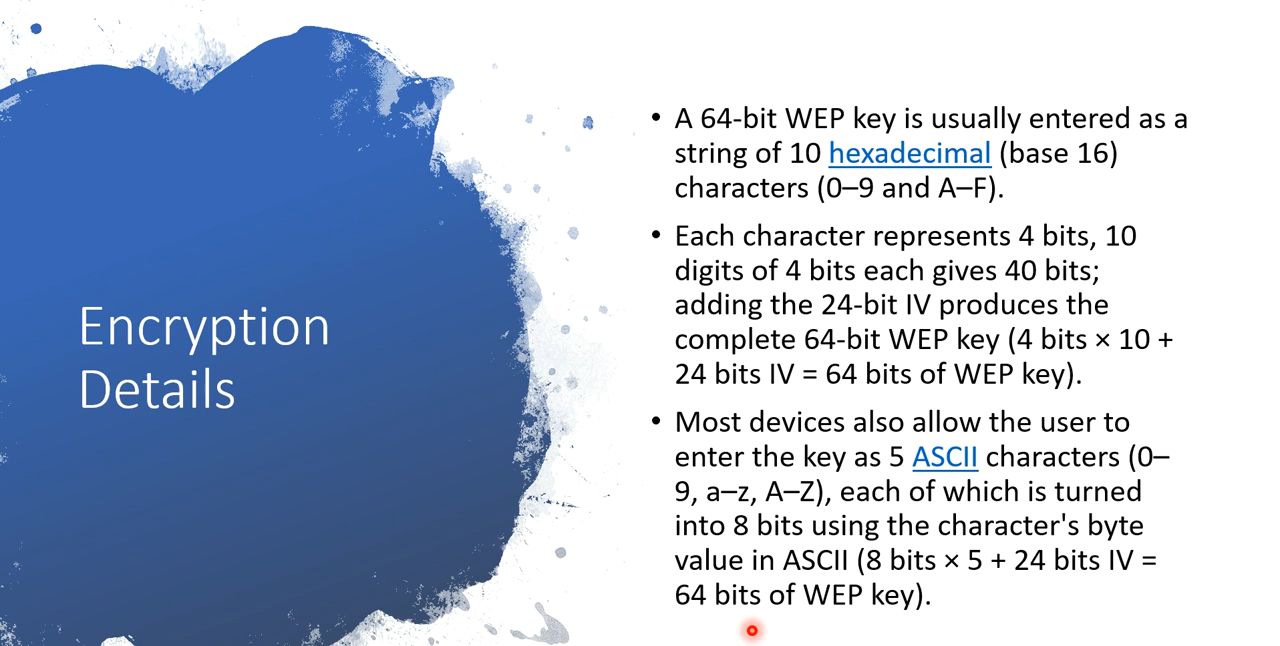 Encryption
Details
• A 64-bit WEP key is usually entered as a
string of 10 hexadecimal (base 16)
characters (0–9 and A–F).
• Each character represents 4 bits, 10
digits of 4 bits each gives 40 bits;
adding the 24-bit IV produces the
complete 64-bit WEP key (4 bits × 10 +
24 bits IV = 64 bits of WEP key).
• Most devices also allow the user to
enter the key as 5 ASCII characters (0–
9, a–z, A–Z), each of which is turned
into 8 bits using the character's byte
value in ASCII (8 bits × 5 + 24 bits IV =
64 bits of WEP key).